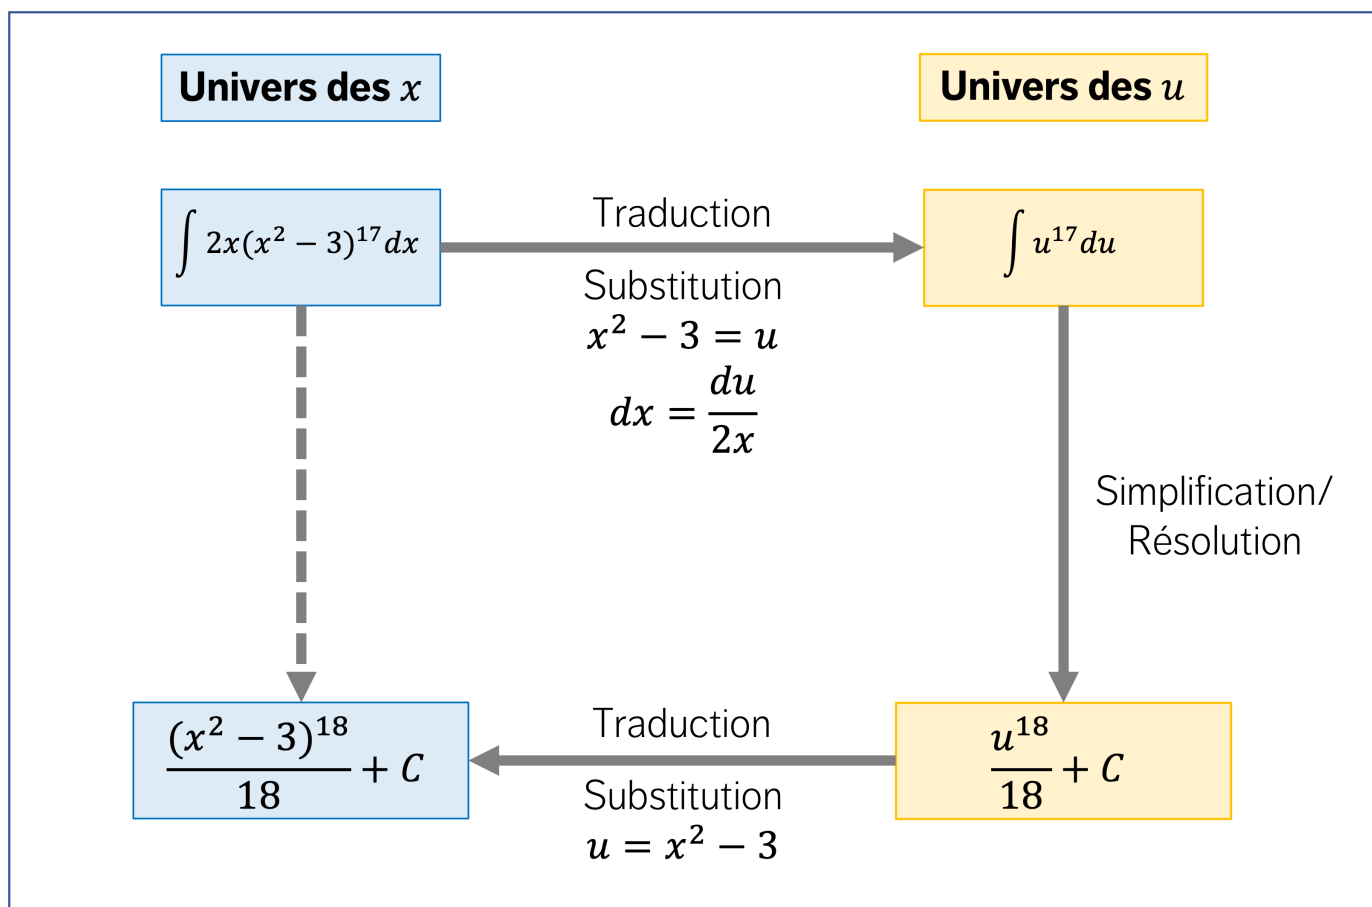 Univers des x
Univers des u
∫ 2x(x² − 3)¹⁷dx
Traduction
Substitution
x² − 3 = u
dx = du/2x
∫ u¹⁷du
Simplification/
Résolution
(x² − 3)¹⁸/18 + C
Traduction
Substitution
u = x² − 3
u¹⁸/18 + C